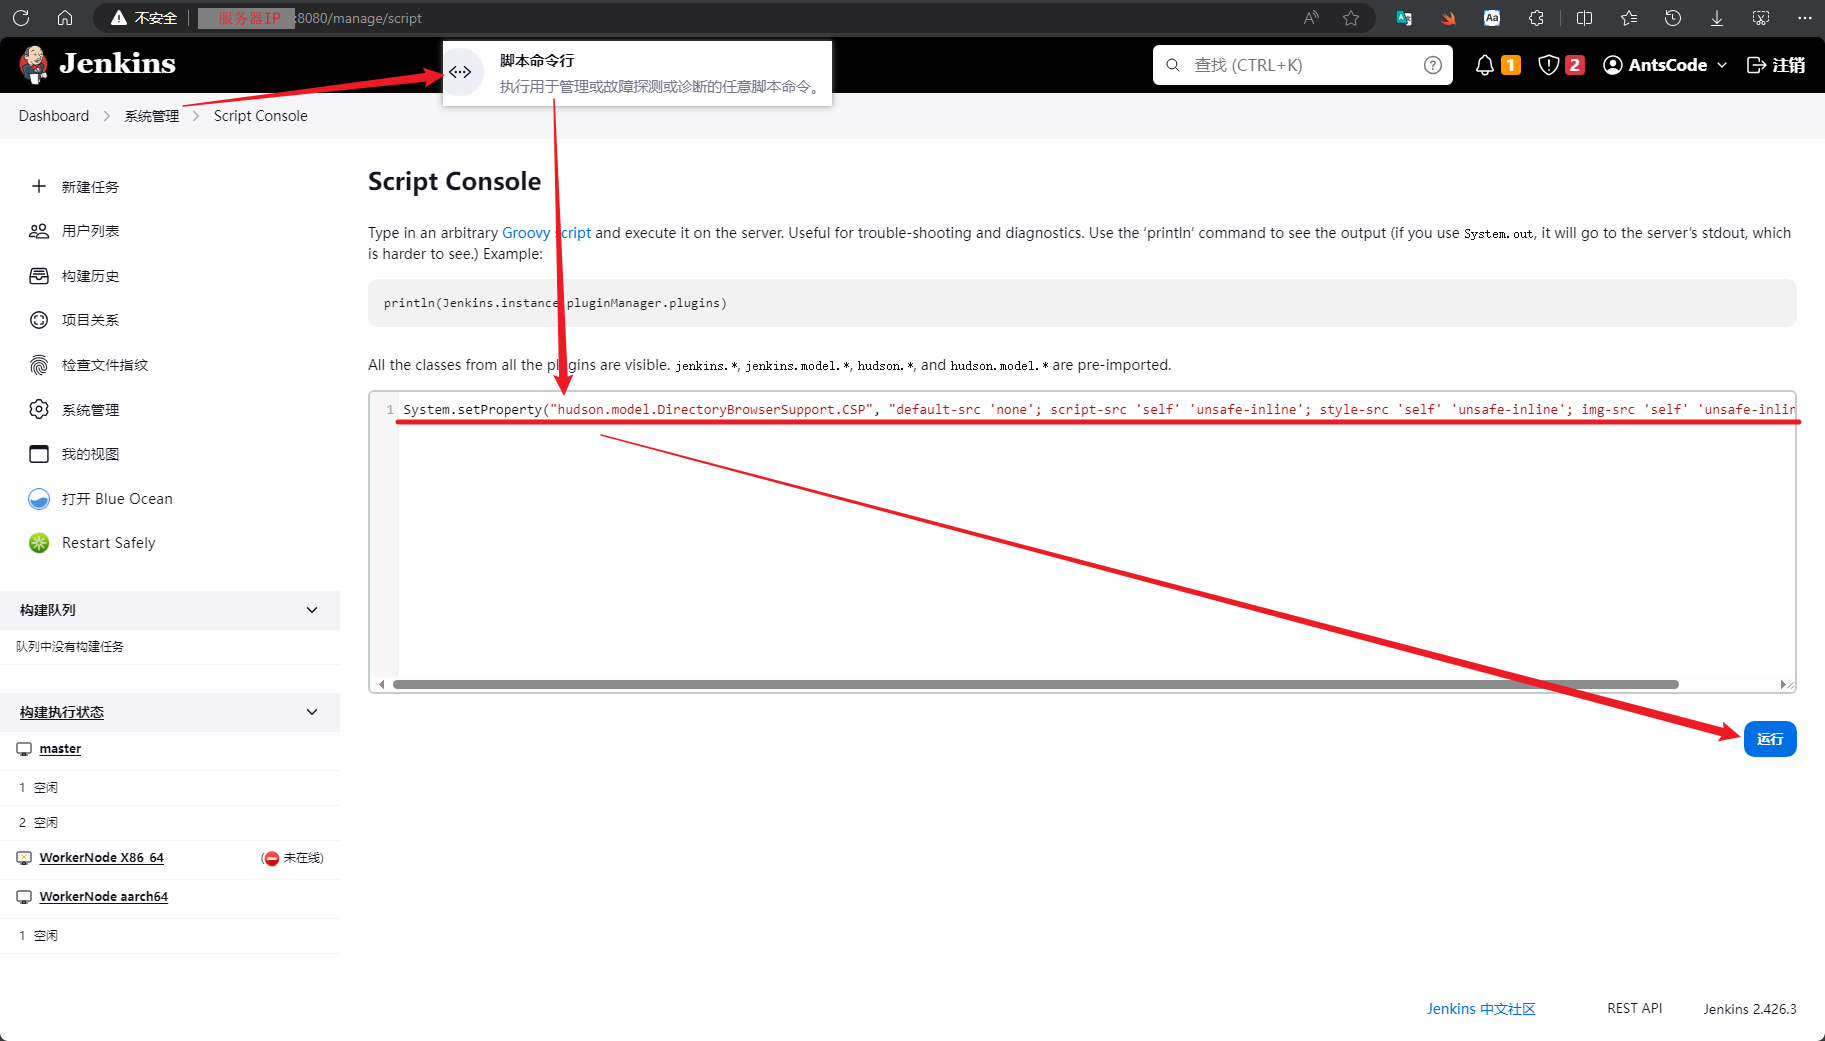 不安全
服务器IP :8080/manage/script
Jenkins
脚本命令行
执行用于管理或故障探测或诊断的任意脚本命令。
查找 (CTRL+K)
1
2
AntsCode
注销
Dashboard
系统管理
Script Console
新建任务
用户列表
构建历史
项目关系
检查文件指纹
系统管理
我的视图
打开 Blue Ocean
Restart Safely
构建队列
队列中没有构建任务
构建执行状态
master
1 空闲
2 空闲
WorkerNode X86_64
(未在线)
WorkerNode aarch64
1 空闲
Script Console
Type in an arbitrary Groovy script and execute it on the server. Useful for trouble-shooting and diagnostics. Use the ‘println’ command to see the output (if you use System.out, it will go to the server’s stdout, which
is harder to see.) Example:
println(Jenkins.instance.pluginManager.plugins)
All the classes from all the plugins are visible. jenkins.*, jenkins.model.*, hudson.*, and hudson.model.* are pre-imported.
1 System.setProperty("hudson.model.DirectoryBrowserSupport.CSP", "default-src 'none'; script-src 'self' 'unsafe-inline'; style-src 'self' 'unsafe-inline'; img-src 'self' 'unsafe-inlin
运行
Jenkins 中文社区
REST API
Jenkins 2.426.3